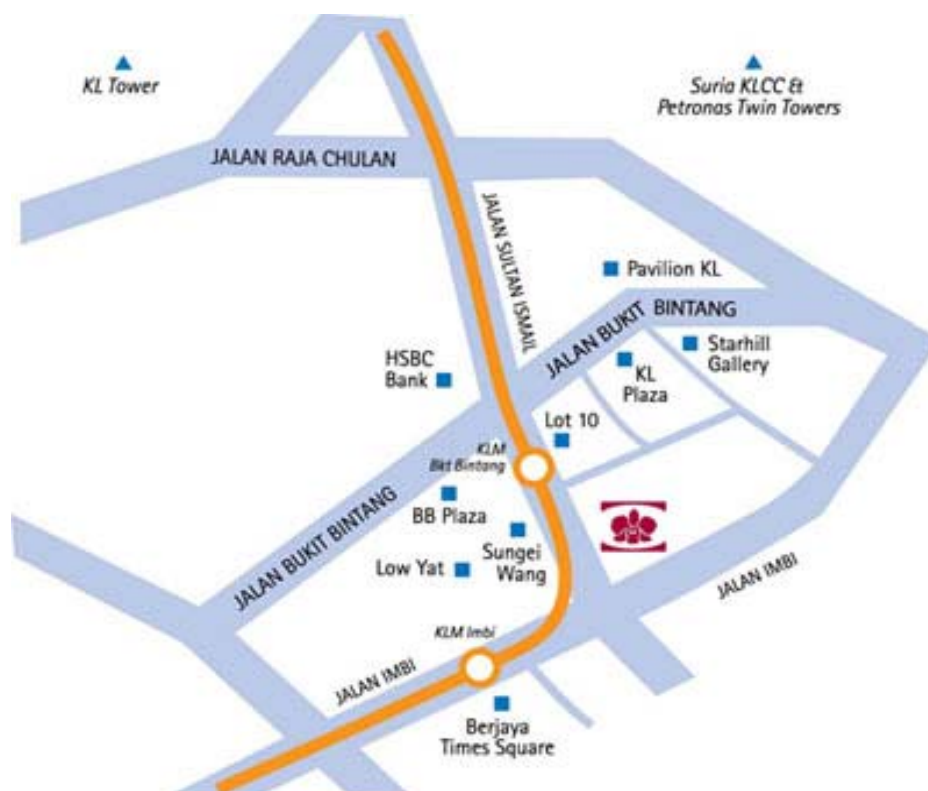 KL Tower
Suria KLCC &
Petronas Twin Towers
JALAN RAJA CHULAN
JALAN SULTAN ISMAIL
Pavilion KL
JALAN BUKIT BINTANG
Starhill
Gallery
HSBC
Bank
KL
Plaza
Lot 10
KLM
Bkt Bintang
BB Plaza
JALAN BUKIT BINTANG
Sungei
Wang
Low Yat
JALAN IMBI
KLM Imbi
JALAN IMBI
Berjaya
Times Square